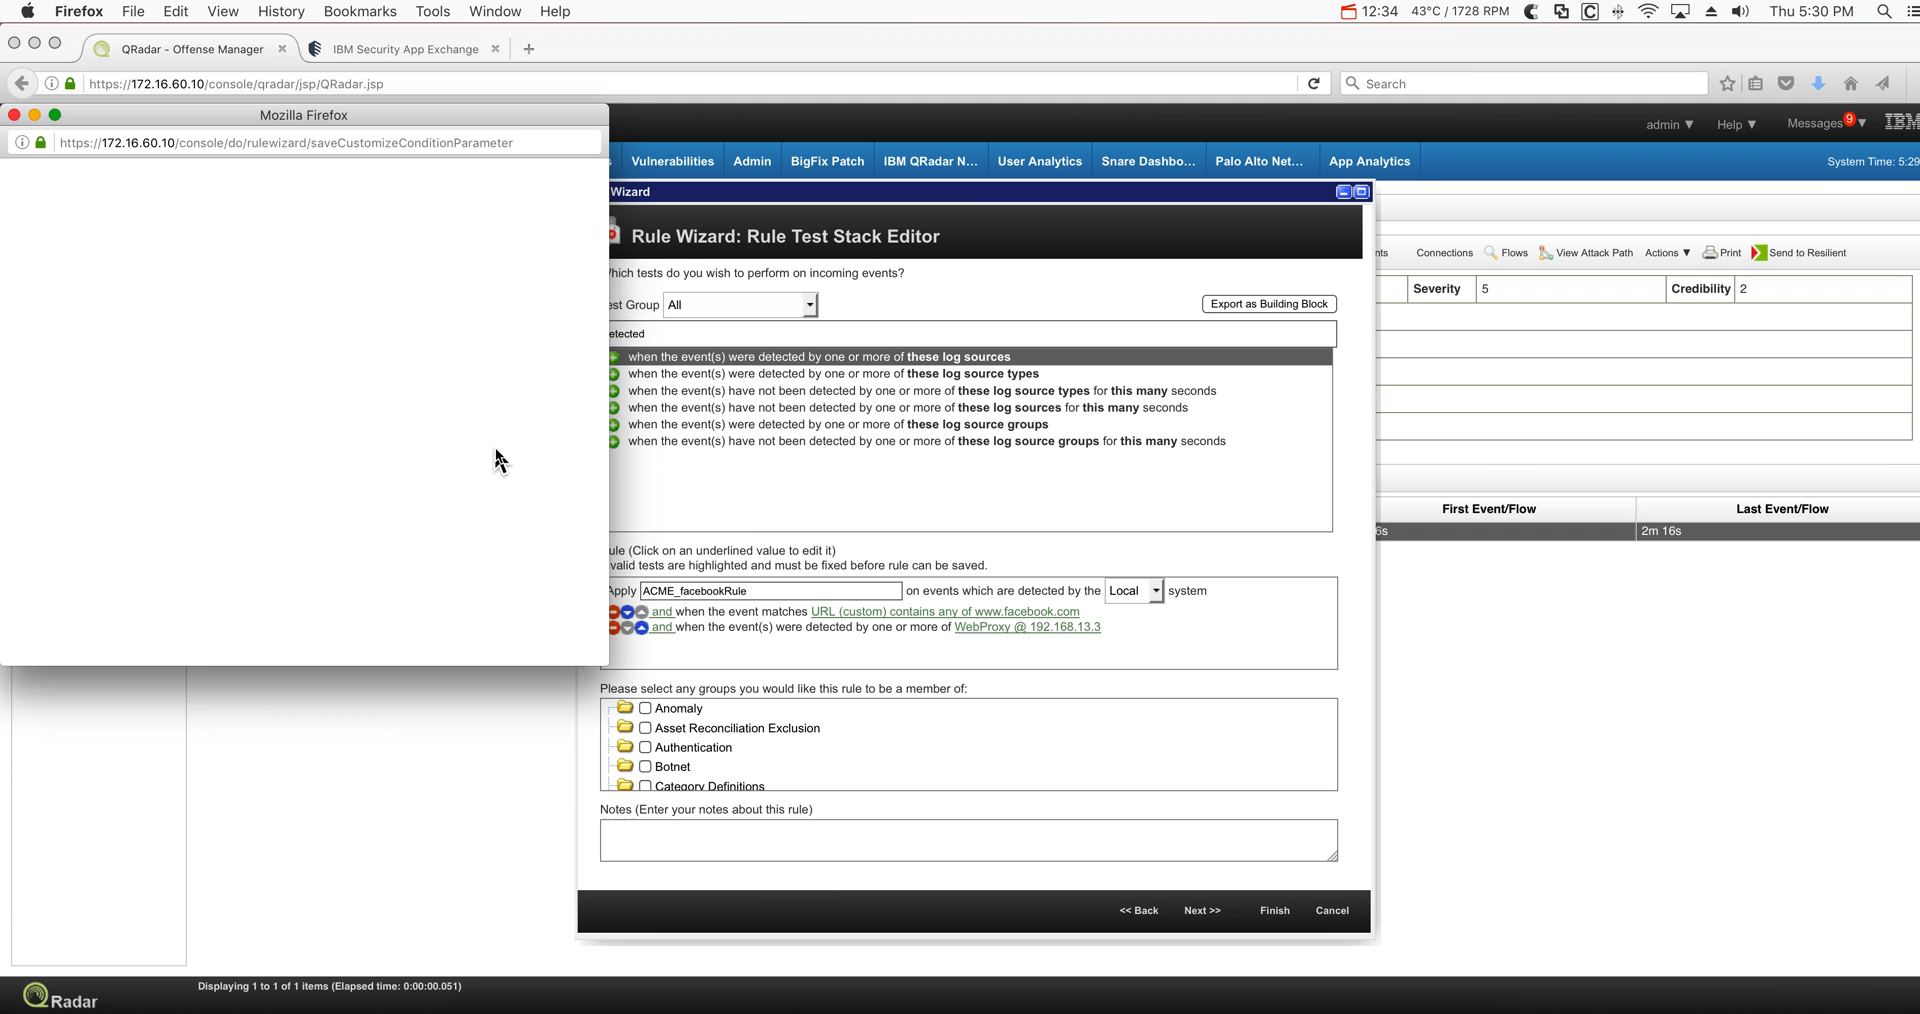 Firefox File Edit View History Bookmarks Tools Window Help 12:34 43°C / 1728 RPM Thu 5:30 PM
QRadar - Offense Manager IBM Security App Exchange
https://172.16.60.10/console/qradar/jsp/QRadar.jsp Search
Mozilla Firefox
https://172.16.60.10/console/do/rulewizard/saveCustomizeConditionParameter
admin Help Messages 9 IBM
Vulnerabilities Admin BigFix Patch IBM QRadar N... User Analytics Snare Dashbo... Palo Alto Net... App Analytics System Time: 5:29
Wizard
Rule Wizard: Rule Test Stack Editor
Connections Flows View Attack Path Actions Print Send to Resilient
hich tests do you wish to perform on incoming events?
Severity 5 Credibility 2
est Group All Export as Building Block
etected
when the event(s) were detected by one or more of these log sources
when the event(s) were detected by one or more of these log source types
when the event(s) have not been detected by one or more of these log source types for this many seconds
when the event(s) have not been detected by one or more of these log sources for this many seconds
when the event(s) were detected by one or more of these log source groups
when the event(s) have not been detected by one or more of these log source groups for this many seconds
First Event/Flow Last Event/Flow
6s 2m 16s
ule (Click on an underlined value to edit it)
valid tests are highlighted and must be fixed before rule can be saved.
Apply ACME_facebookRule on events which are detected by the Local system
and when the event matches URL (custom) contains any of www.facebook.com
and when the event(s) were detected by one or more of WebProxy @ 192.168.13.3
Please select any groups you would like this rule to be a member of:
Anomaly
Asset Reconciliation Exclusion
Authentication
Botnet
Category Definitions
Notes (Enter your notes about this rule)
<< Back Next >> Finish Cancel
Displaying 1 to 1 of 1 items (Elapsed time: 0:00:00.051)
QRadar